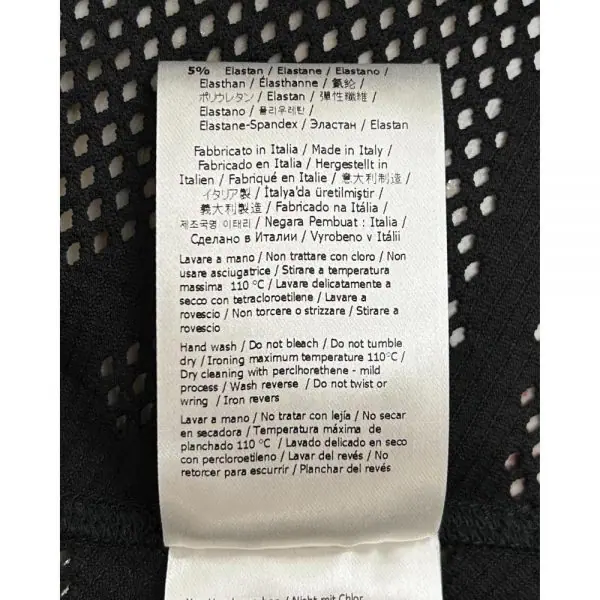 5% Elastan / Elastane / Elastano /
Elasthan / Élasthanne / 氨纶 /
ポリウレタン / Elastan / 彈性纖維 /
Elastano / 폴리우레탄 /
Elastane-Spandex / Эластан / Elastan
Fabbricato in Italia / Made in Italy /
Fabricado en Italia / Hergestellt in
Italien / Fabriqué en Italie / 意大利制造 /
イタリア製 / İtalya'da üretilmiştir /
義大利製造 / Fabricado na Itália /
제조국명 이태리 / Negara Pembuat : Italia /
Сделано в Италии / Vyrobeno v Itálii
Lavare a mano / Non trattare con cloro / Non
usare asciugatrice / Stirare a temperatura
massima 110 °C / Lavare delicatamente a
secco con tetracloroetilene / Lavare a
rovescio / Non torcere o strizzare / Stirare a
rovescio
Hand wash / Do not bleach / Do not tumble
dry / Ironing maximum temperature 110°C /
Dry cleaning with perclhorethene - mild
process / Wash reverse / Do not twist or
wring / Iron revers
Lavar a mano / No tratar con lejía / No secar
en secadora / Temperatura máxima de
planchado 110 °C / Lavado delicado en seco
con percloroetileno / Lavar del revés / No
retorcer para escurrir / Planchar del revés
/ Nicht mit Chlor